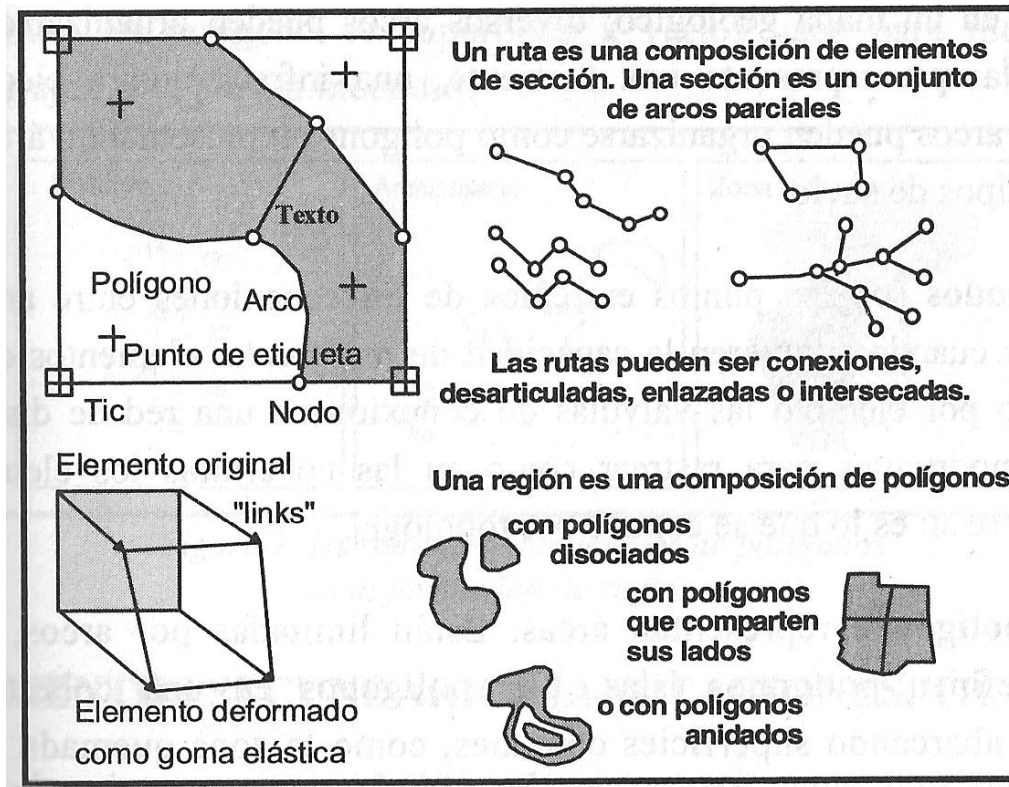 Un ruta es una composición de elementos
de sección. Una sección es un conjunto
de arcos parciales
Texto
Polígono
Arco
Punto de etiqueta
Tic
Nodo
Las rutas pueden ser conexiones,
desarticuladas, enlazadas o intersecadas.
Elemento original
"links"
Elemento deformado
como goma elástica
Una región es una composición de polígonos
con polígonos
disociados
con polígonos
que comparten
sus lados
o con polígonos
anidados